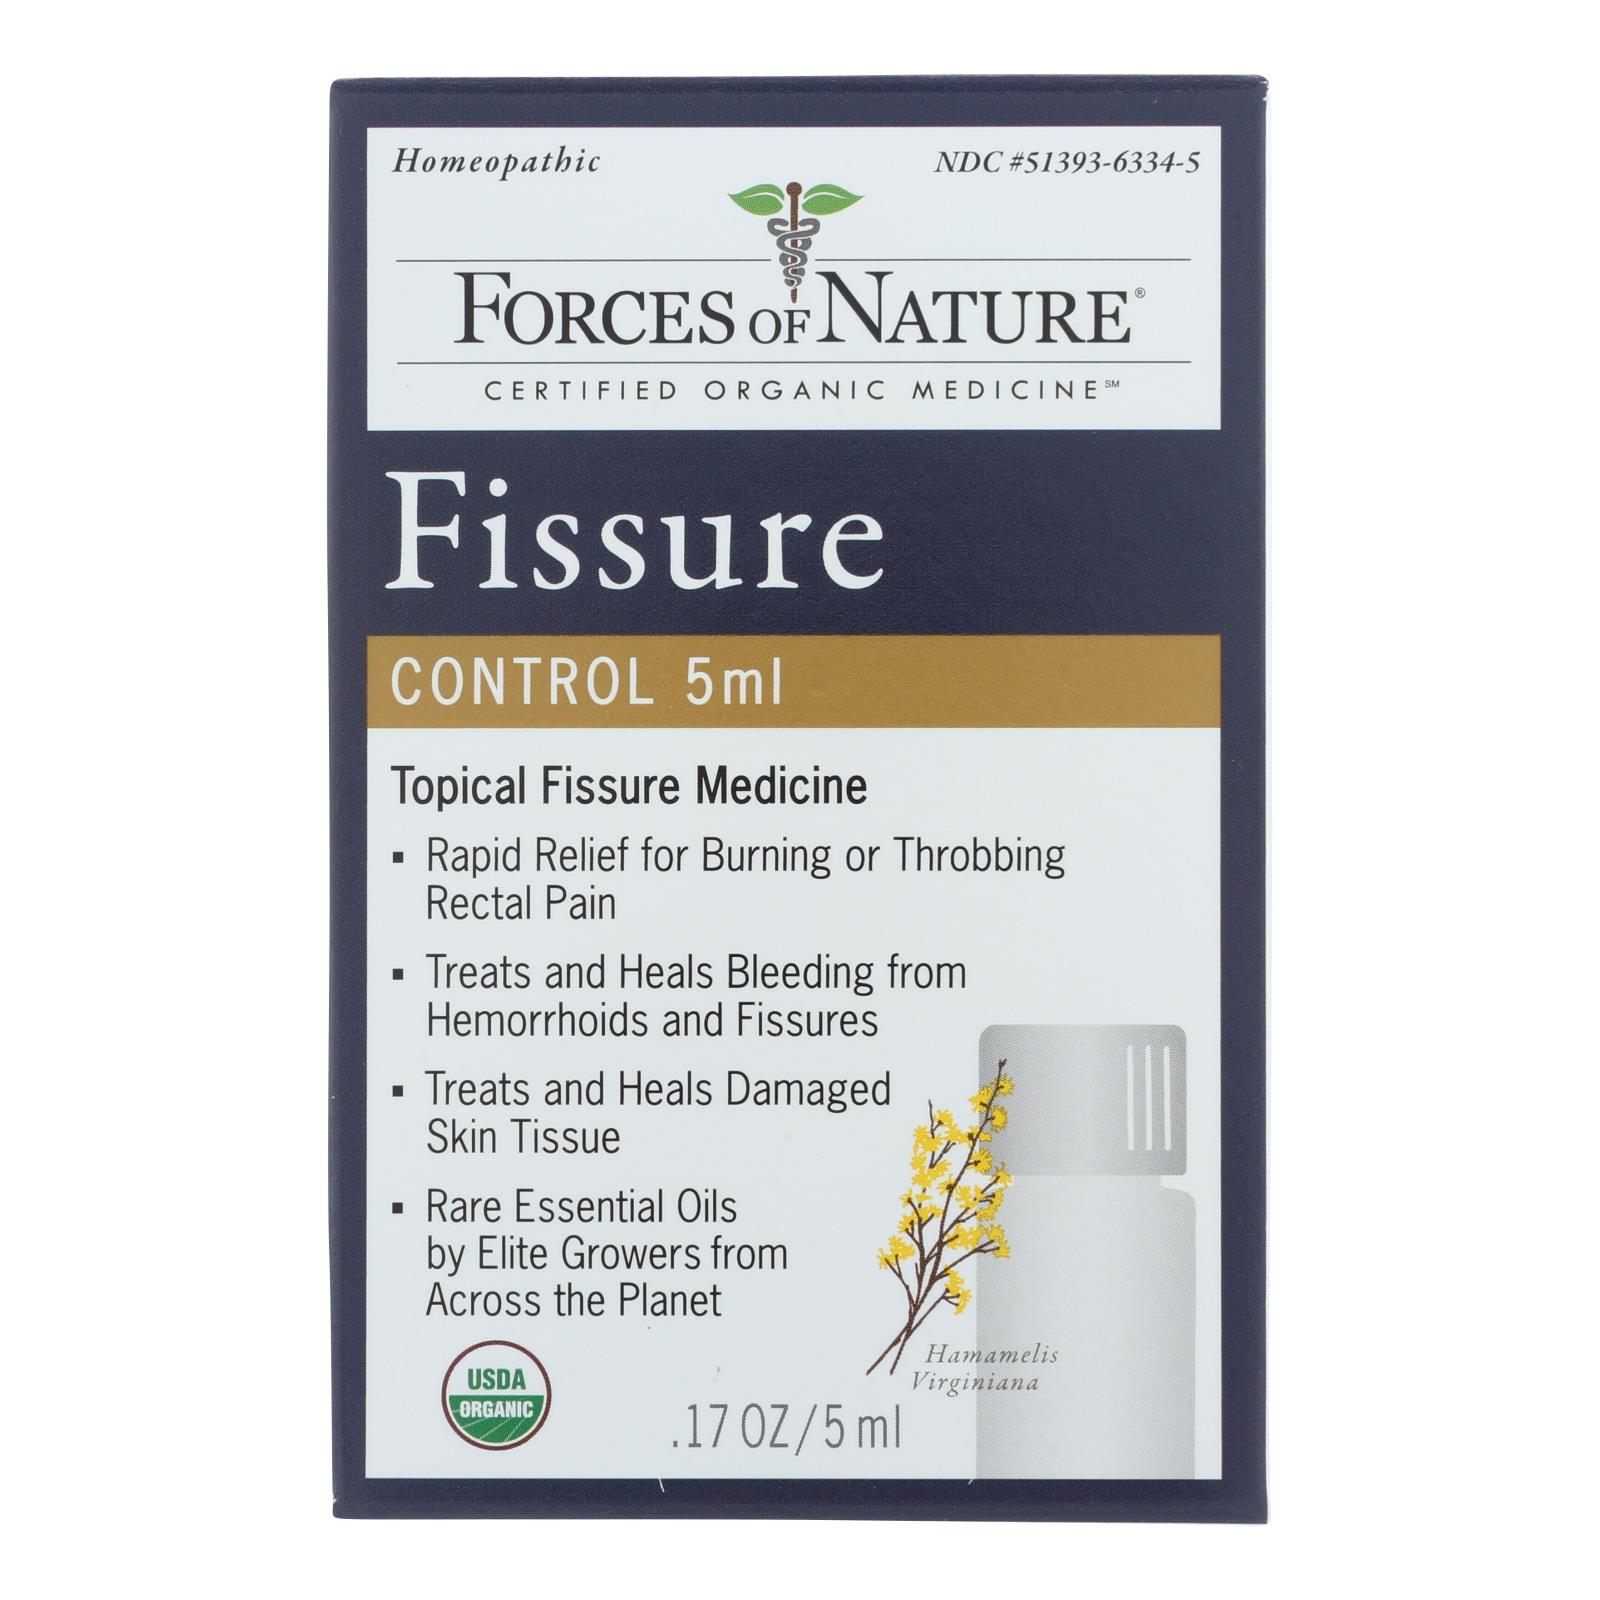 Homeopathic NDC #51393-6334-5
FORCES OF NATURE®
CERTIFIED ORGANIC MEDICINE℠
Fissure
CONTROL 5ml
Topical Fissure Medicine
▪ Rapid Relief for Burning or Throbbing
Rectal Pain
▪ Treats and Heals Bleeding from
Hemorrhoids and Fissures
▪ Treats and Heals Damaged
Skin Tissue
▪ Rare Essential Oils
by Elite Growers from
Across the Planet
Hamamelis
Virginiana
USDA
ORGANIC
.17 OZ/5 ml